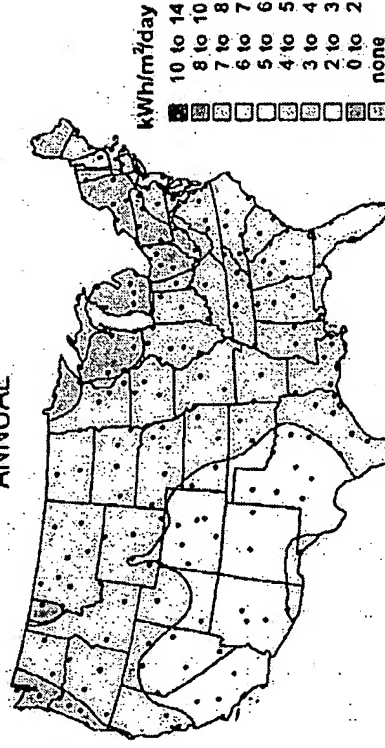 ANNUAL
kWh/m²/day
10 to 14
8 to 10
7 to 8
6 to 7
5 to 6
4 to 5
3 to 4
2 to 3
0 to 2
none